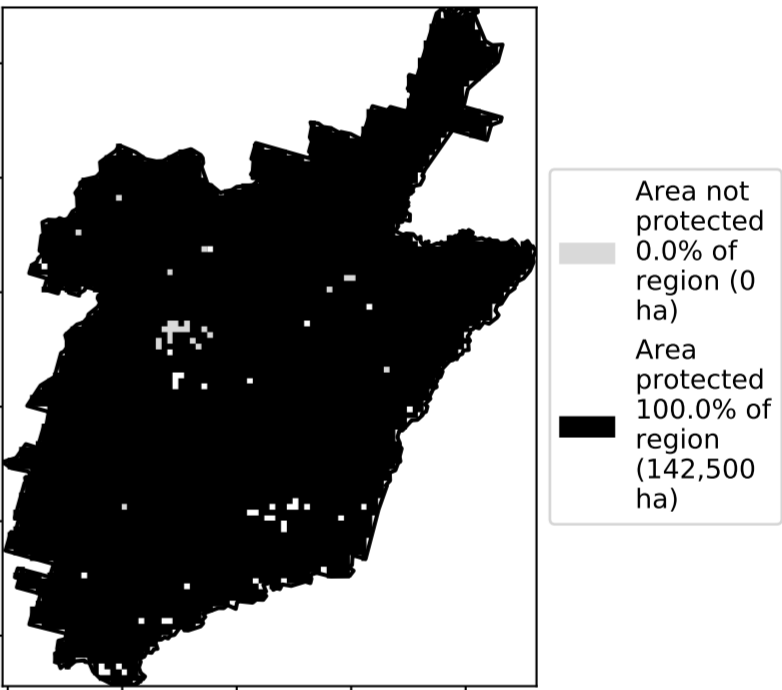 Area not
protected
0.0% of
region (0
ha)
Area
protected
100.0% of
region
(142,500
ha)